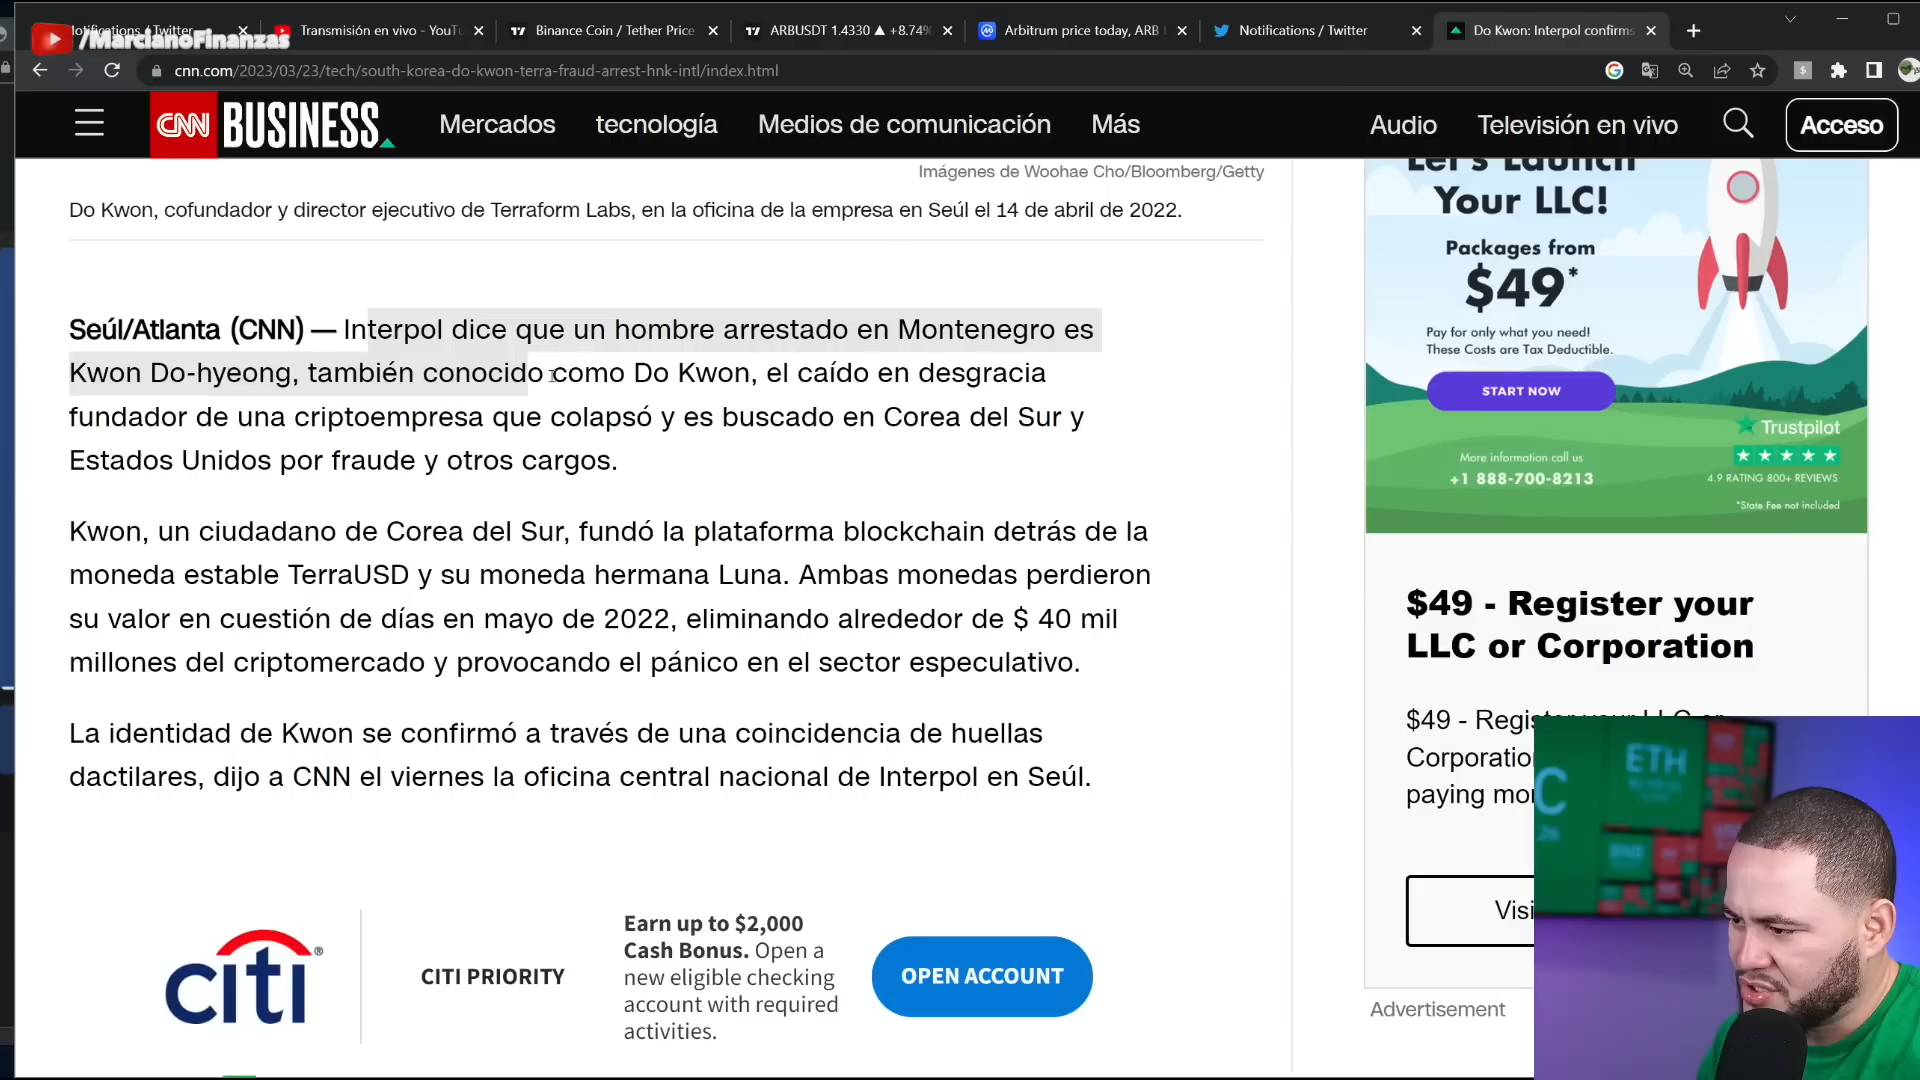 /MarcianoFinanzas
Transmisión en vivo - YouTu
Binance Coin / Tether Price
ARBUSDT 1.4330 ▲ +8.74%
Arbitrum price today, ARB
Notifications / Twitter
Do Kwon: Interpol confirms
cnn.com/2023/03/23/tech/south-korea-do-kwon-terra-fraud-arrest-hnk-intl/index.html
CNN BUSINESS
Mercados
tecnología
Medios de comunicación
Más
Audio
Televisión en vivo
Acceso
Imágenes de Woohae Cho/Bloomberg/Getty
Do Kwon, cofundador y director ejecutivo de Terraform Labs, en la oficina de la empresa en Seúl el 14 de abril de 2022.
Seúl/Atlanta (CNN) — Interpol dice que un hombre arrestado en Montenegro es
Kwon Do-hyeong, también conocido como Do Kwon, el caído en desgracia
fundador de una criptoempresa que colapsó y es buscado en Corea del Sur y
Estados Unidos por fraude y otros cargos.
Kwon, un ciudadano de Corea del Sur, fundó la plataforma blockchain detrás de la
moneda estable TerraUSD y su moneda hermana Luna. Ambas monedas perdieron
su valor en cuestión de días en mayo de 2022, eliminando alrededor de $ 40 mil
millones del criptomercado y provocando el pánico en el sector especulativo.
La identidad de Kwon se confirmó a través de una coincidencia de huellas
dactilares, dijo a CNN el viernes la oficina central nacional de Interpol en Seúl.
citi
CITI PRIORITY
Earn up to $2,000
Cash Bonus. Open a
new eligible checking
account with required
activities.
OPEN ACCOUNT
Let's Launch
Your LLC!
Packages from
$49*
Pay for only what you need!
These Costs are Tax Deductible.
START NOW
Trustpilot
More information call us
+1 888-700-8213
4.9 RATING 800+ REVIEWS
*State Fee not included
$49 - Register your
LLC or Corporation
$49 - Register your LLC or
Corporatio
paying mo
Visi
Advertisement
ETH
C
BNB